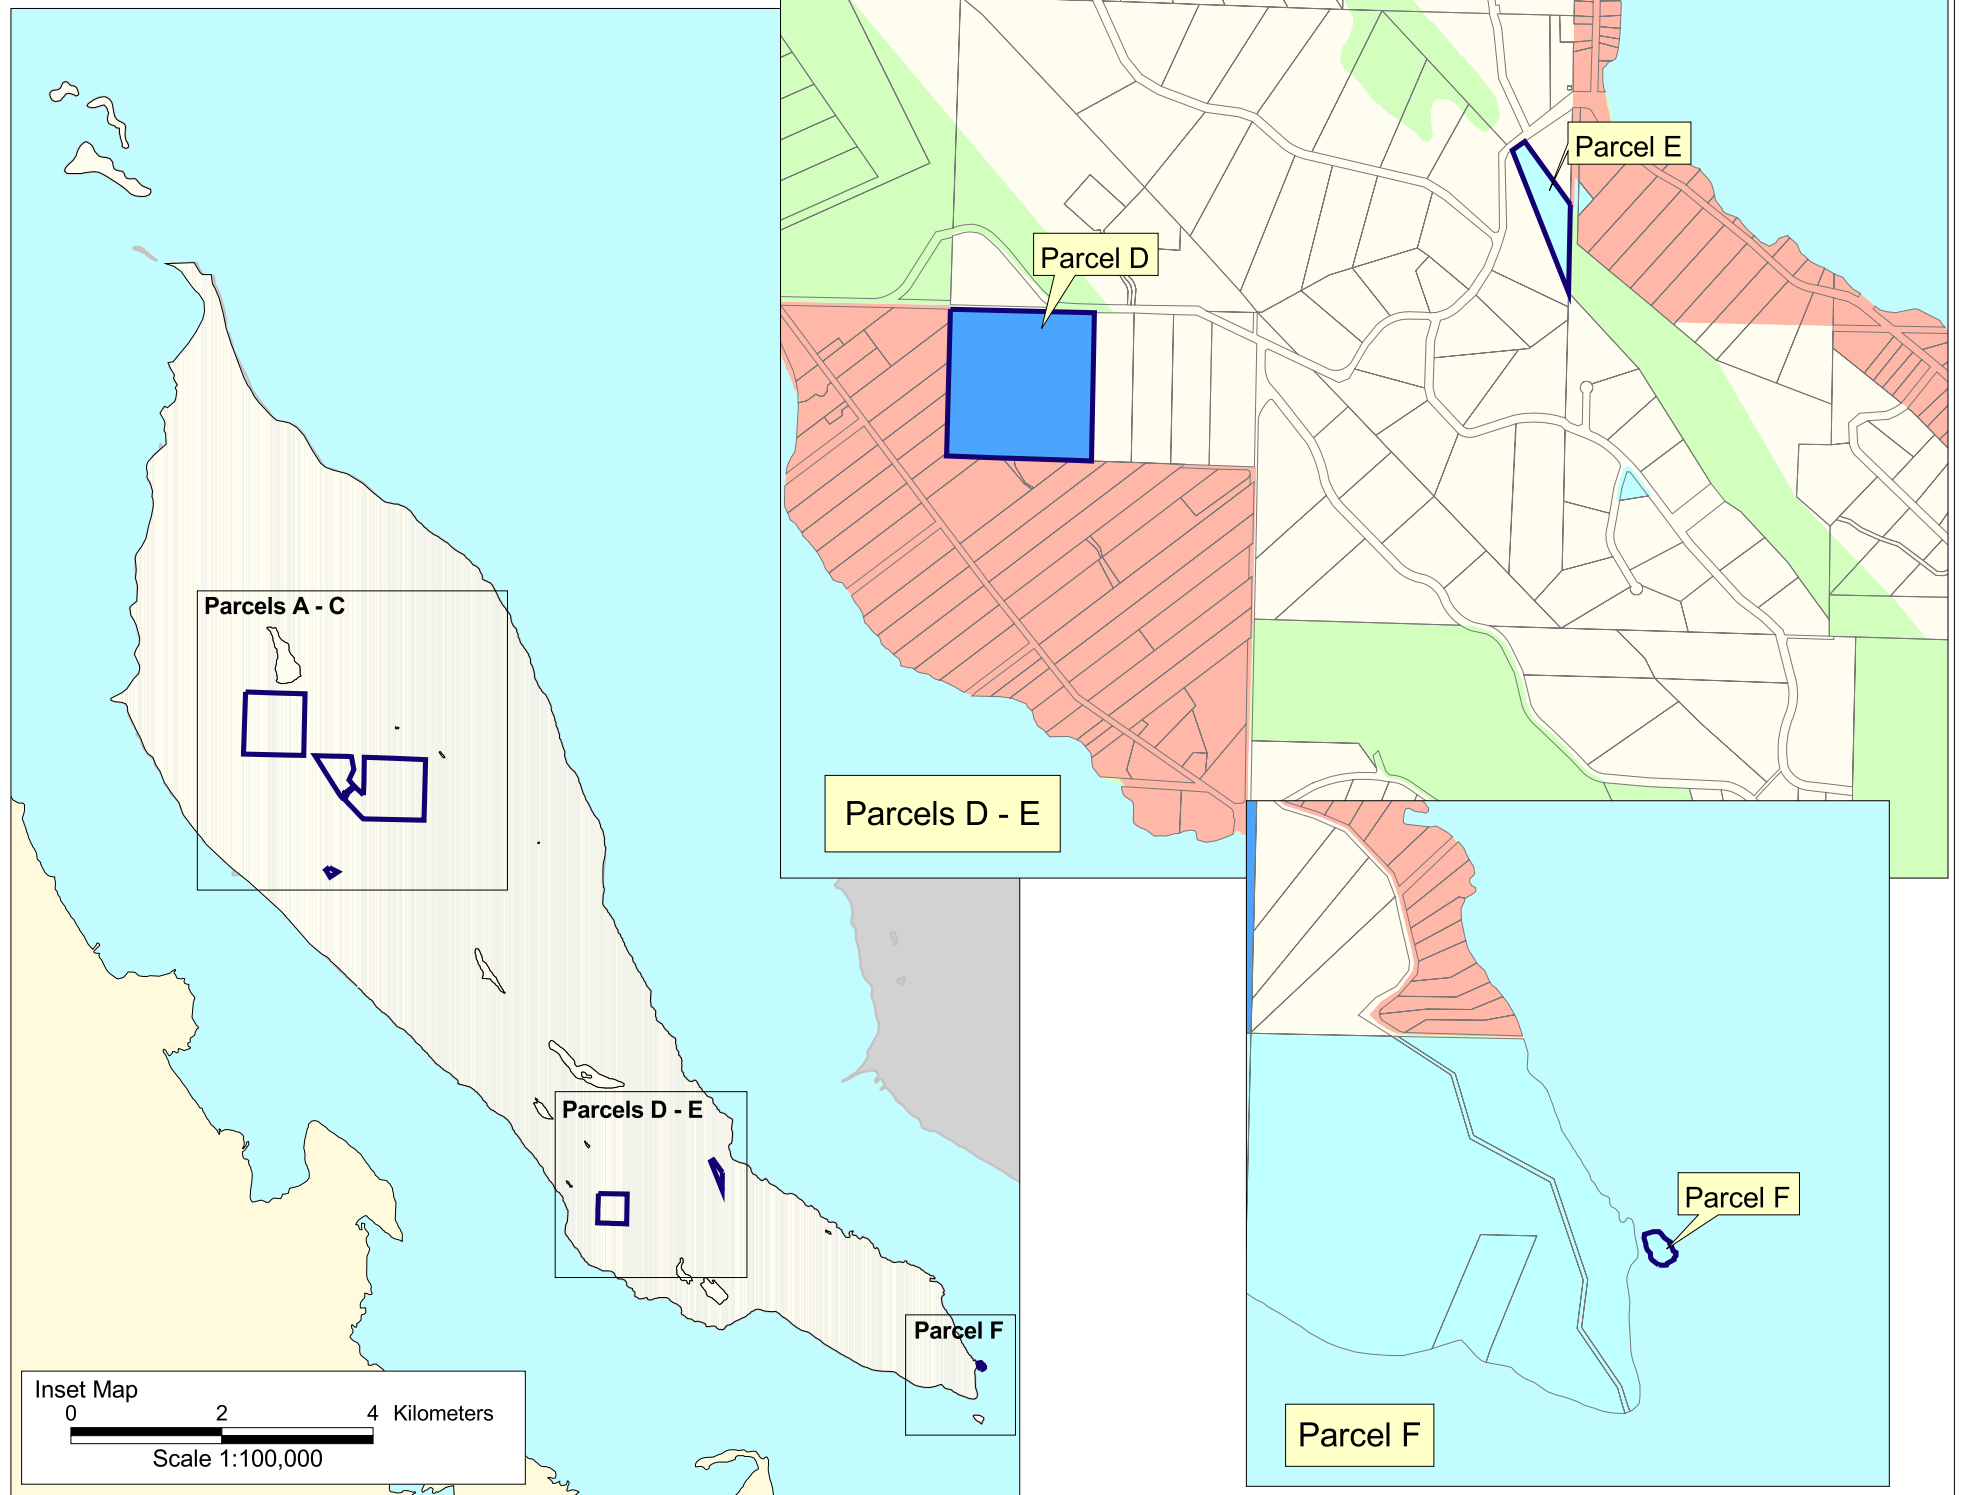 Parcel E
Parcel D
Parcels A - C
Parcels D - E
Parcels D - E
Parcel F
Parcel F
Inset Map
0 2 4 Kilometers
Scale 1:100,000
Parcel F